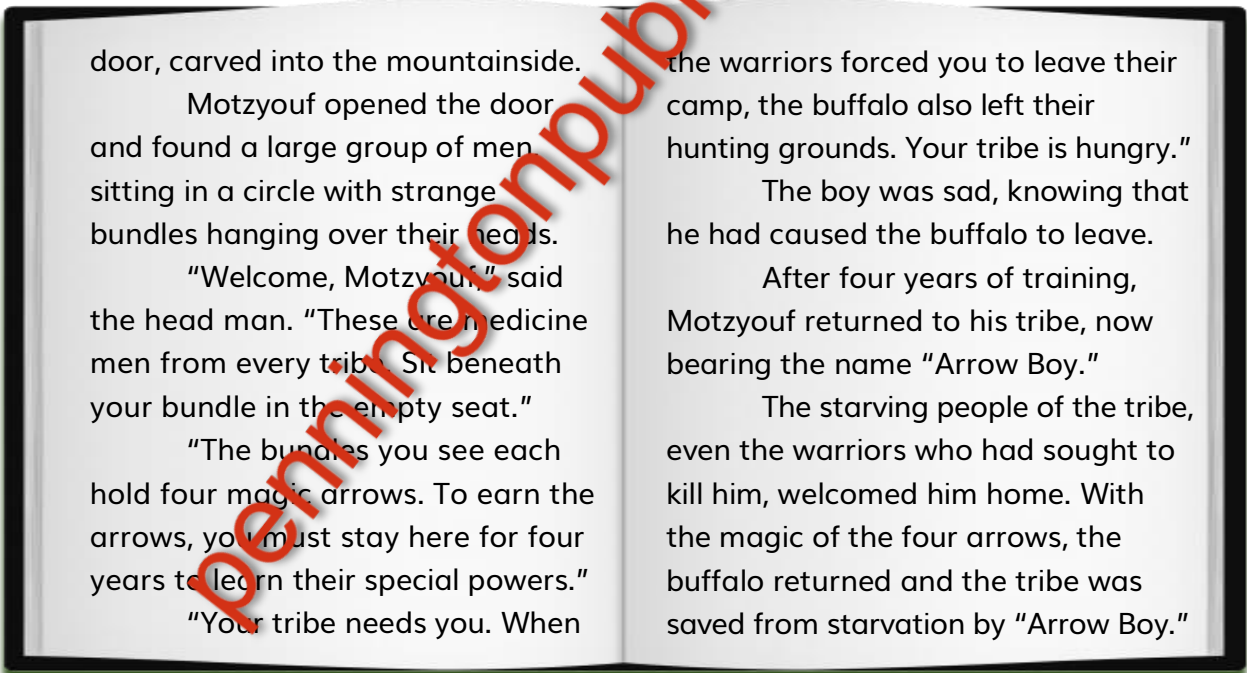 door, carved into the mountainside.
Motzyouf opened the door
and found a large group of men
sitting in a circle with strange
bundles hanging over their heads.
“Welcome, Motzyouf,” said
the head man. “These are medicine
men from every tribe. Sit beneath
your bundle in the empty seat.”
“The bundles you see each
hold four magic arrows. To earn the
arrows, you must stay here for four
years to learn their special powers.”
“Your tribe needs you. When
the warriors forced you to leave their
camp, the buffalo also left their
hunting grounds. Your tribe is hungry.”
The boy was sad, knowing that
he had caused the buffalo to leave.
After four years of training,
Motzyouf returned to his tribe, now
bearing the name “Arrow Boy.”
The starving people of the tribe,
even the warriors who had sought to
kill him, welcomed him home. With
the magic of the four arrows, the
buffalo returned and the tribe was
saved from starvation by “Arrow Boy.”
penningtonpubl